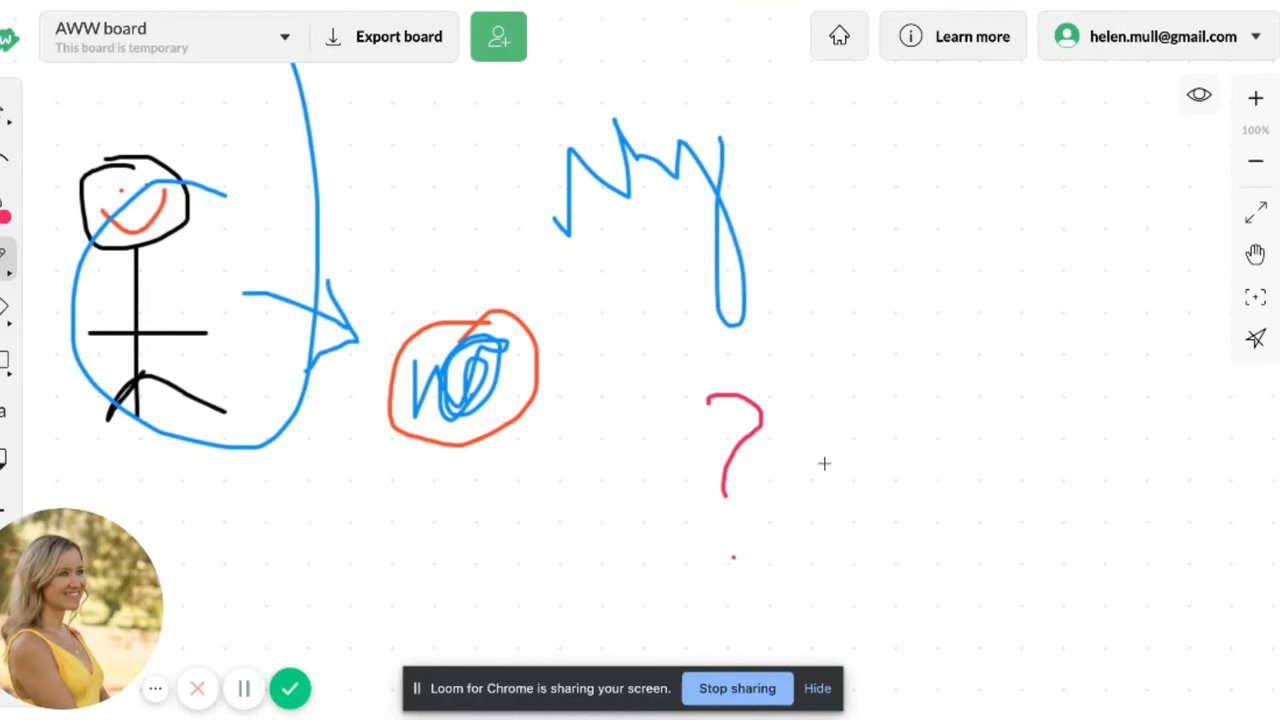 AWW board
This board is temporary
Export board
Learn more
helen.mull@gmail.com
100%
a
NO
?
Loom for Chrome is sharing your screen.
Stop sharing
Hide